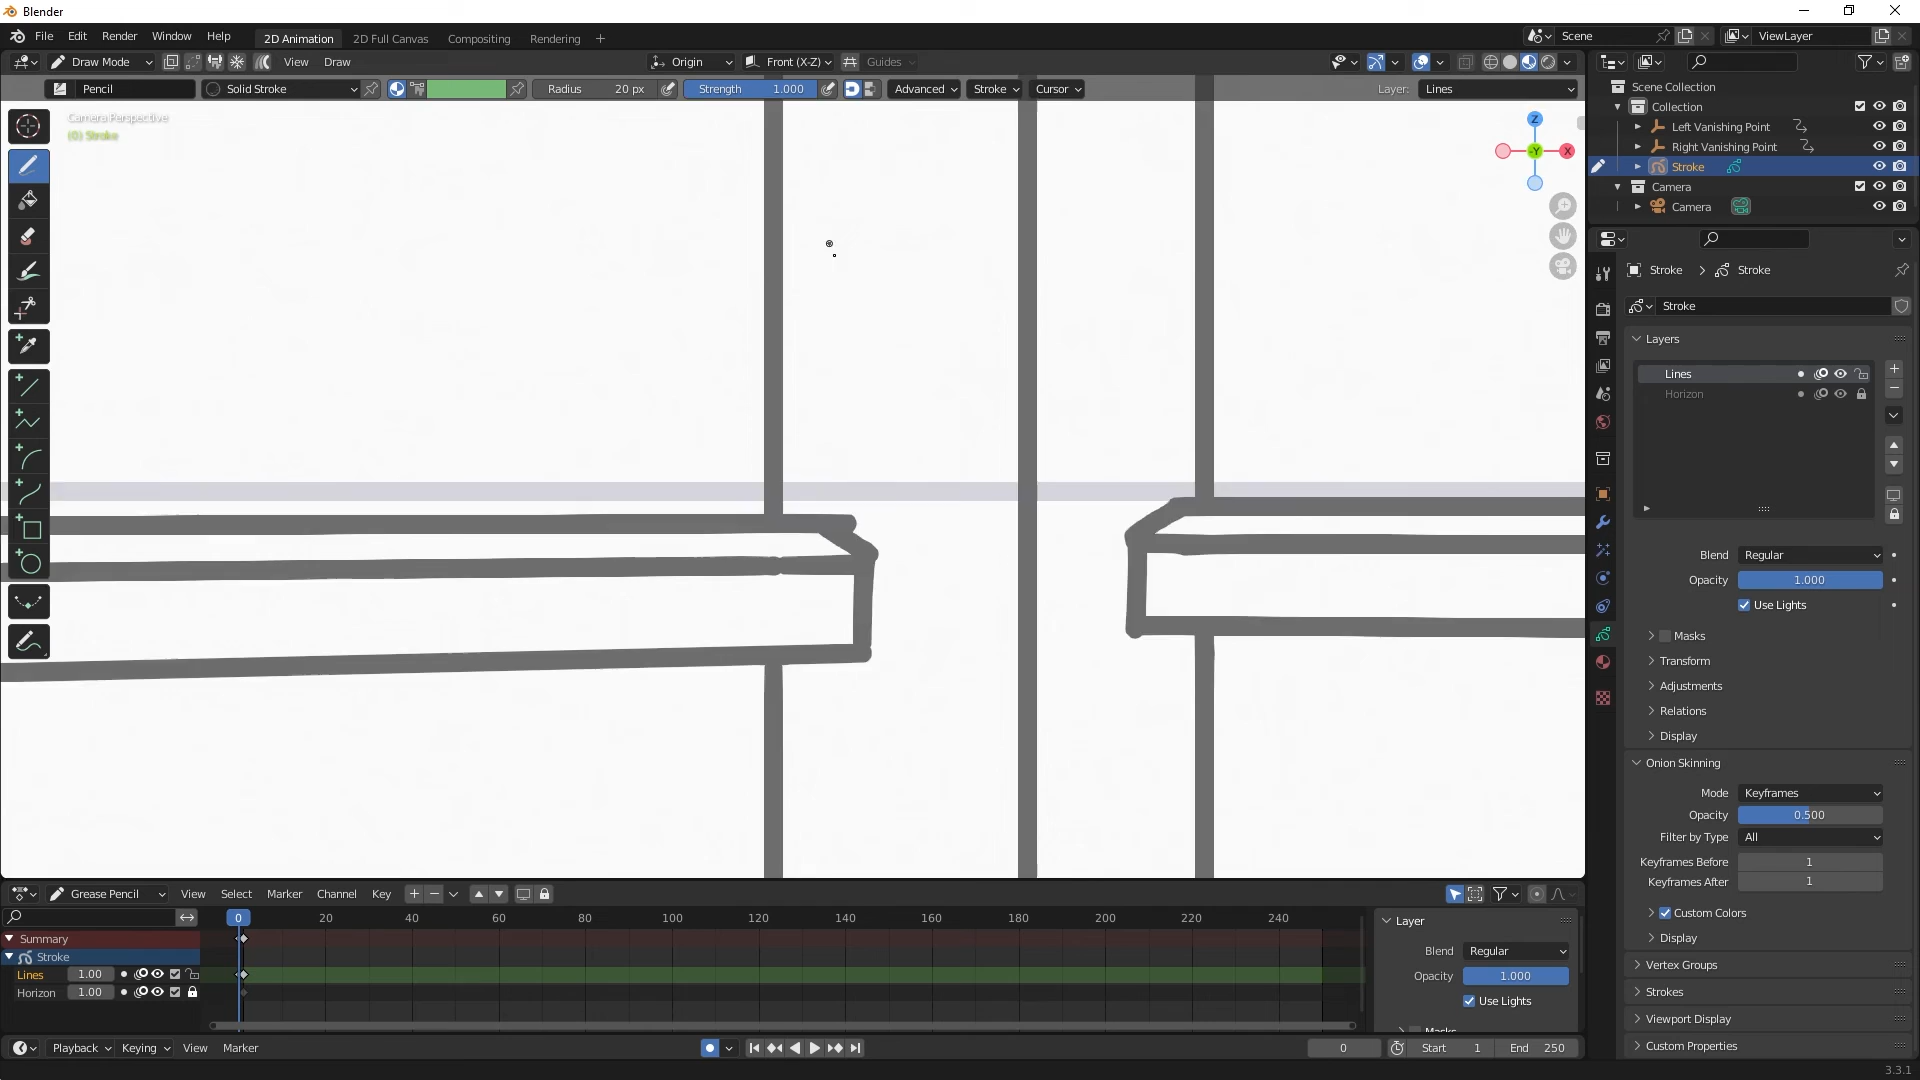 Blender
File Edit Render Window Help 2D Animation 2D Full Canvas Compositing Rendering + Scene ViewLayer
Draw Mode View Draw Origin Front (X-Z) Guides
Pencil Solid Stroke Radius 20 px Strength 1.000 Advanced Stroke Cursor Layer: Lines
Camera Perspective
(0) Stroke
Z
-Y X
Scene Collection
Collection
Left Vanishing Point
Right Vanishing Point
Stroke
Camera
Camera
Stroke > Stroke
Stroke
Layers
Lines
Horizon
Blend Regular
Opacity 1.000
Use Lights
Masks
Transform
Adjustments
Relations
Display
Onion Skinning
Mode Keyframes
Opacity 0.500
Filter by Type All
Keyframes Before 1
Keyframes After 1
Custom Colors
Display
Vertex Groups
Strokes
Viewport Display
Custom Properties
Grease Pencil View Select Marker Channel Key
0 20 40 60 80 100 120 140 160 180 200 220 240
Summary
Stroke
Lines 1.00
Horizon 1.00
Layer
Blend Regular
Opacity 1.000
Use Lights
Masks
Playback Keying View Marker 0 Start 1 End 250
3.3.1